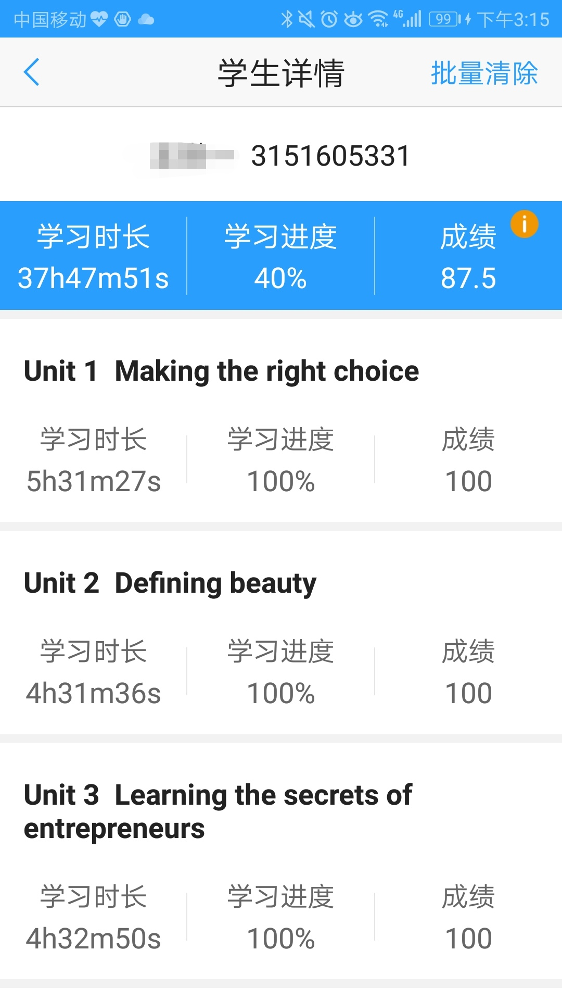 中国移动 4G 99 下午3:15
学生详情 批量清除
3151605331
学习时长 学习进度 成绩 i
37h47m51s 40% 87.5
Unit 1 Making the right choice
学习时长 学习进度 成绩
5h31m27s 100% 100
Unit 2 Defining beauty
学习时长 学习进度 成绩
4h31m36s 100% 100
Unit 3 Learning the secrets of
entrepreneurs
学习时长 学习进度 成绩
4h32m50s 100% 100